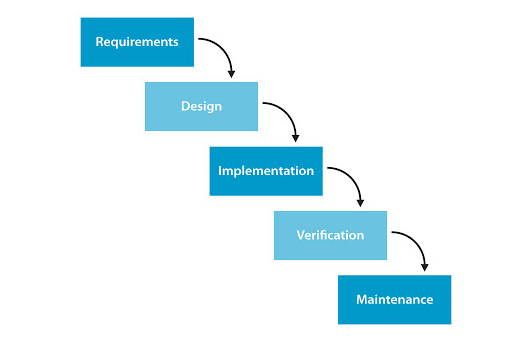 Requirements
Design
Implementation
Verification
Maintenance